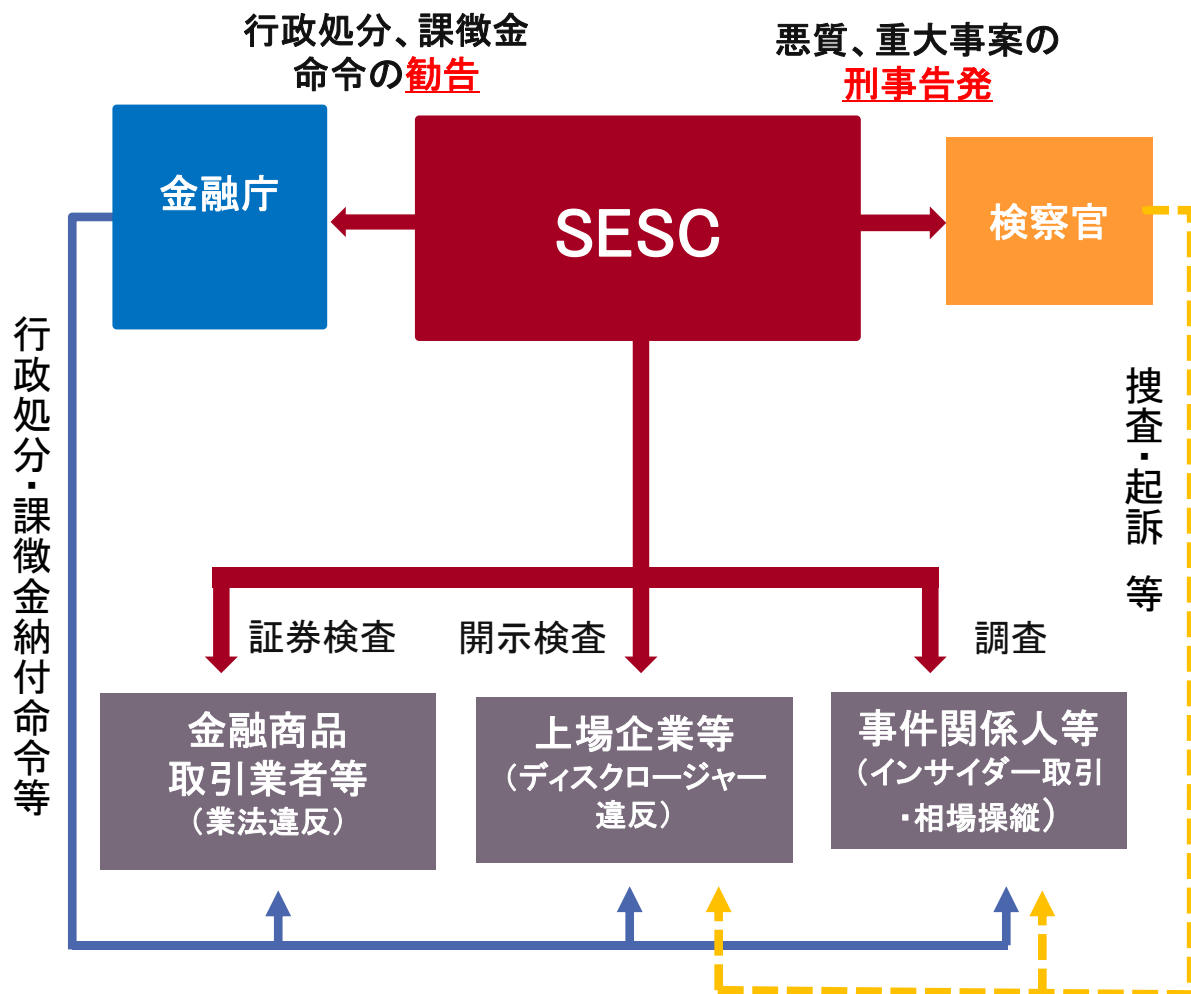 行政処分、課徴金
命令の勧告
悪質、重大事案の
刑事告発
金融庁
SESC
検察官
行政処分・課徴金納付命令等
捜査・起訴 等
証券検査
開示検査
調査
金融商品
取引業者等
（業法違反）
上場企業等
（ディスクロージャー
違反）
事件関係人等
（インサイダー取引
・相場操縦）